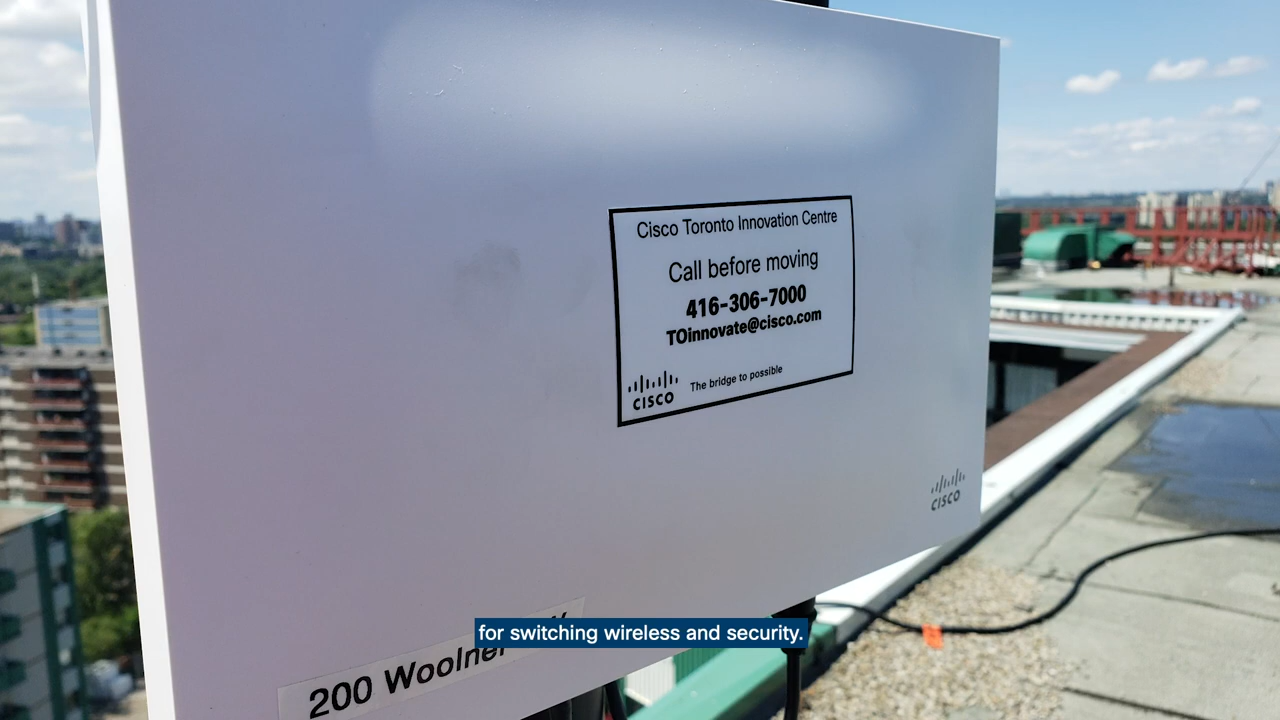 Cisco Toronto Innovation Centre
Call before moving
416-306-7000
TOinnovate@cisco.com
CISCO
The bridge to possible
CISCO
200 Woolner
for switching wireless and security.